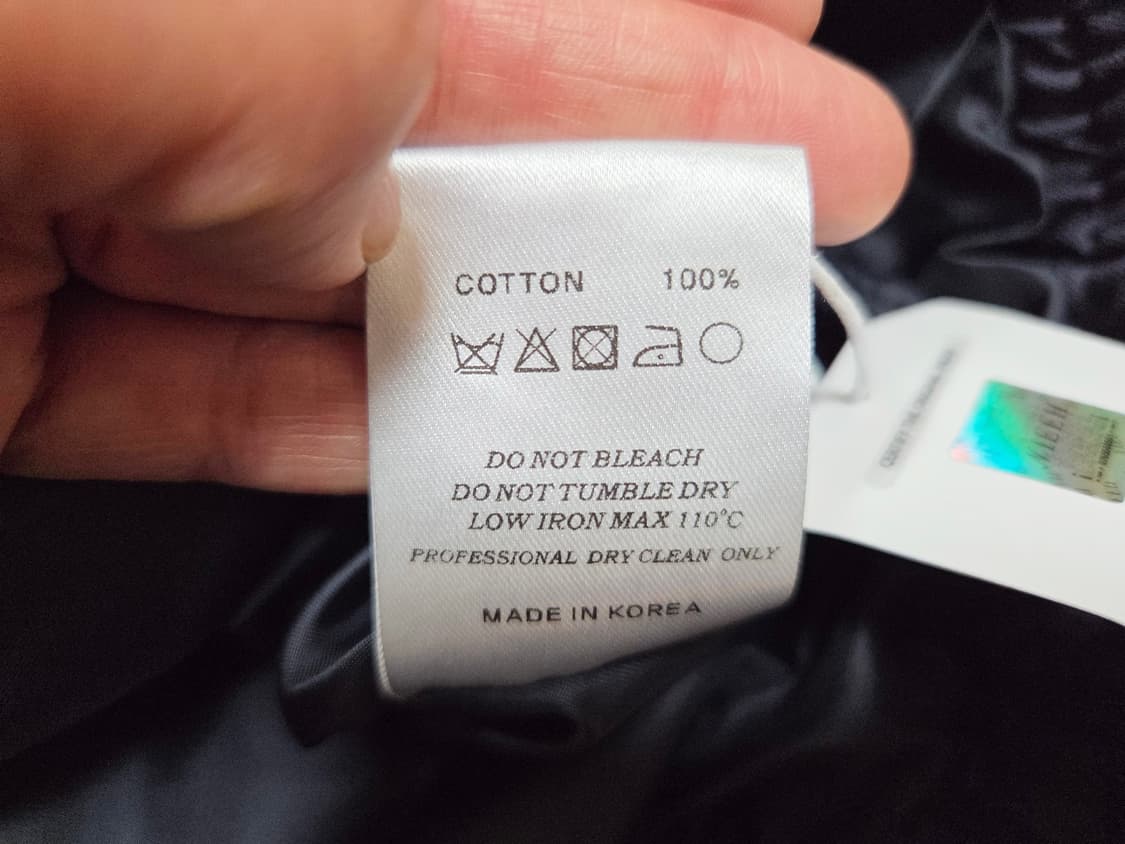 COTTON 100%
DO NOT BLEACH
DO NOT TUMBLE DRY
LOW IRON MAX 110°C
PROFESSIONAL DRY CLEAN ONLY
MADE IN KOREA